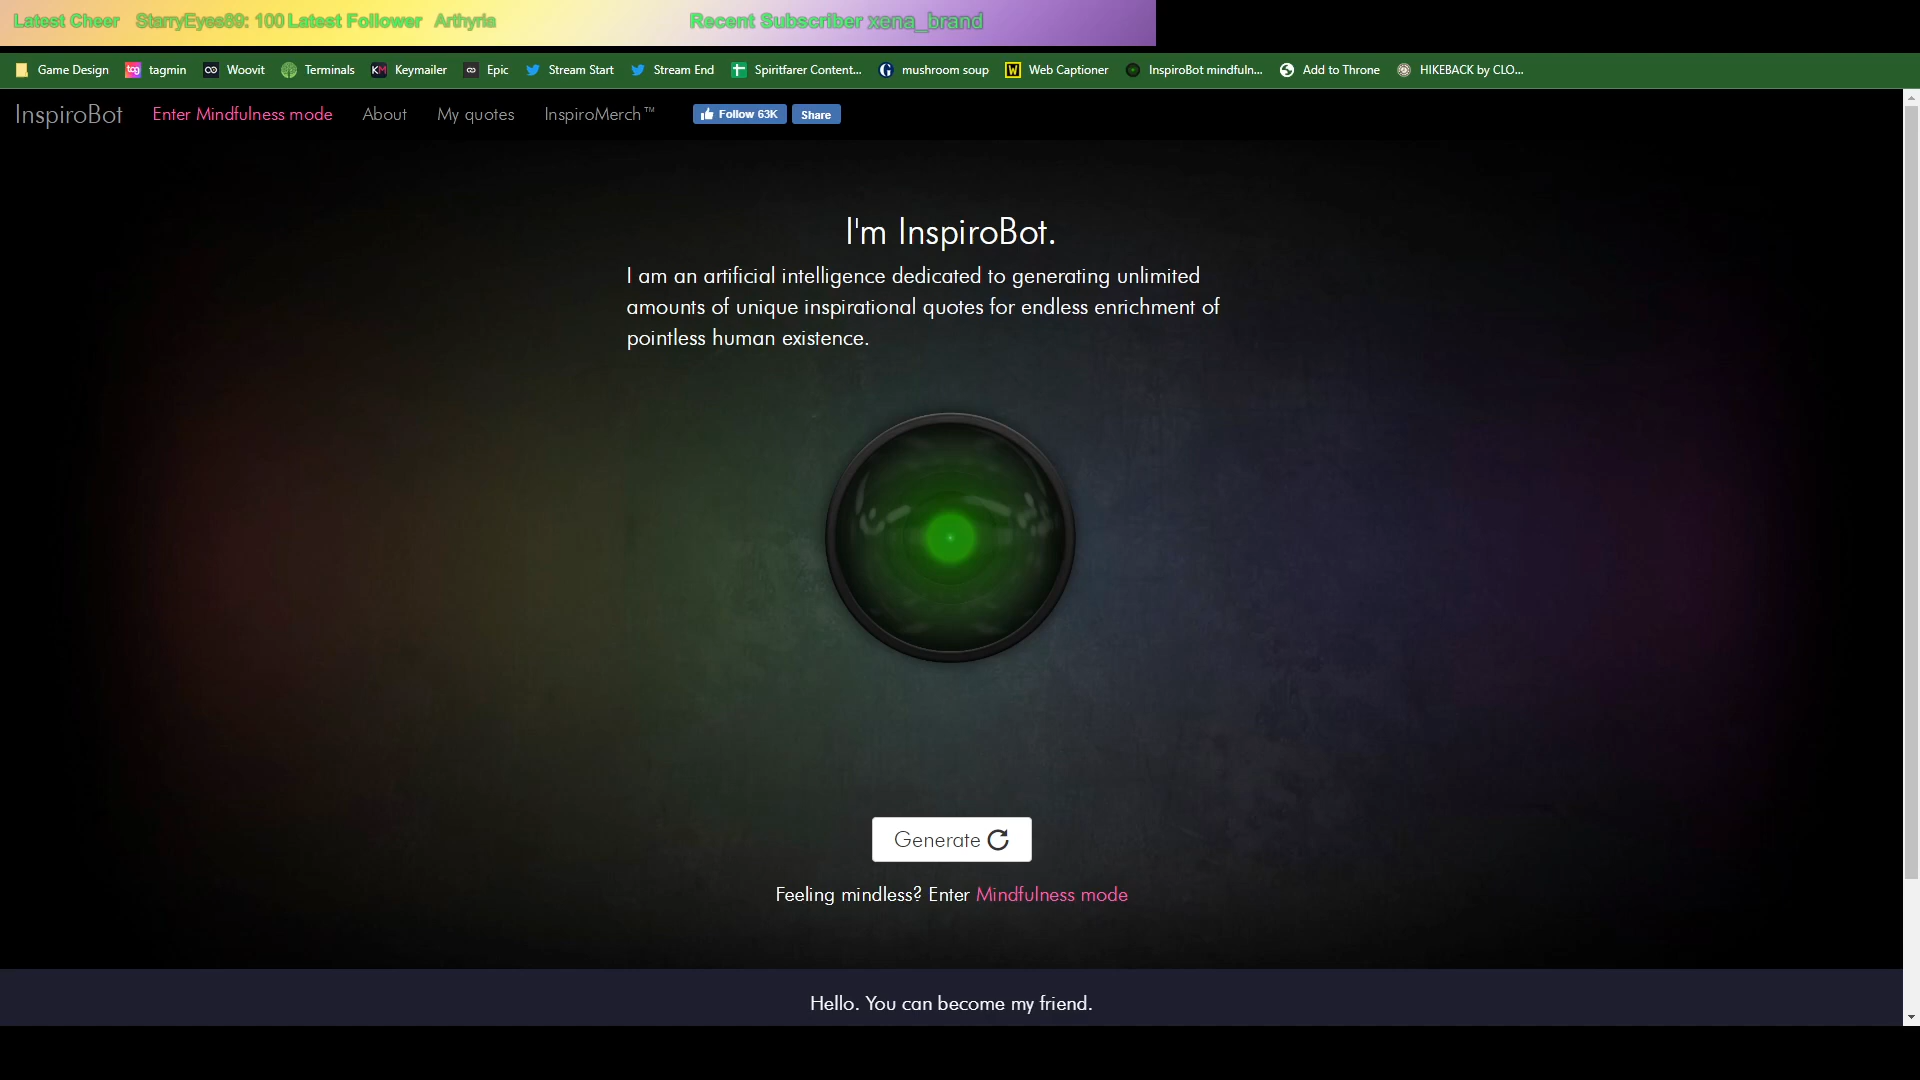 Latest Cheer StarryEyes89: 100 Latest Follower Arthyria Recent Subscriber xena_brand
Game Design tagmin Woovit Terminals KM Keymailer Epic Stream Start Stream End Spiritfarer Content... mushroom soup W Web Captioner InspiroBot mindfuln... Add to Throne HIKEBACK by CLO...
InspiroBot Enter Mindfulness mode About My quotes InspiroMerch™ Follow 63K Share
I'm InspiroBot.
I am an artificial intelligence dedicated to generating unlimited
amounts of unique inspirational quotes for endless enrichment of
pointless human existence.
Generate
Feeling mindless? Enter Mindfulness mode
Hello. You can become my friend.